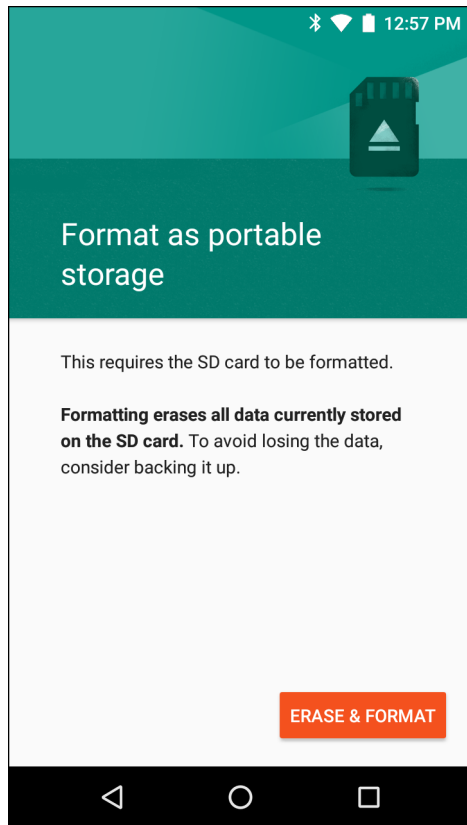 12:57 PM
Format as portable
storage
This requires the SD card to be formatted.
Formatting erases all data currently stored
on the SD card. To avoid losing the data,
consider backing it up.
ERASE & FORMAT